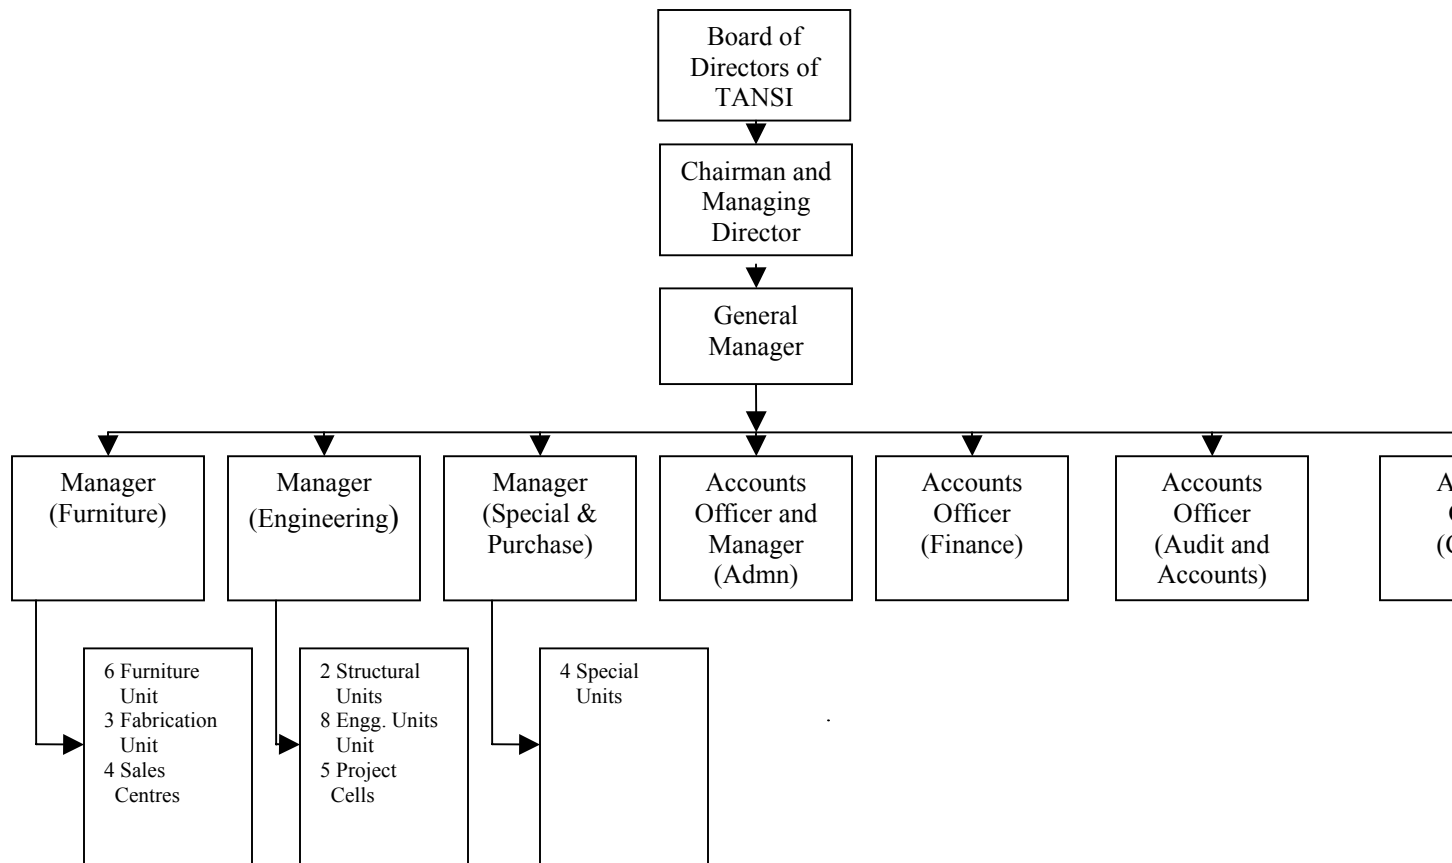 Board of
Directors of
TANSI
Chairman and
Managing
Director
General
Manager
Manager
(Furniture)
Manager
(Engineering)
Manager
(Special &
Purchase)
Accounts
Officer and
Manager
(Admn)
Accounts
Officer
(Finance)
Accounts
Officer
(Audit and
Accounts)
6 Furniture
Unit
3 Fabrication
Unit
4 Sales
Centres
2 Structural
Units
8 Engg. Units
Unit
5 Project
Cells
4 Special
Units